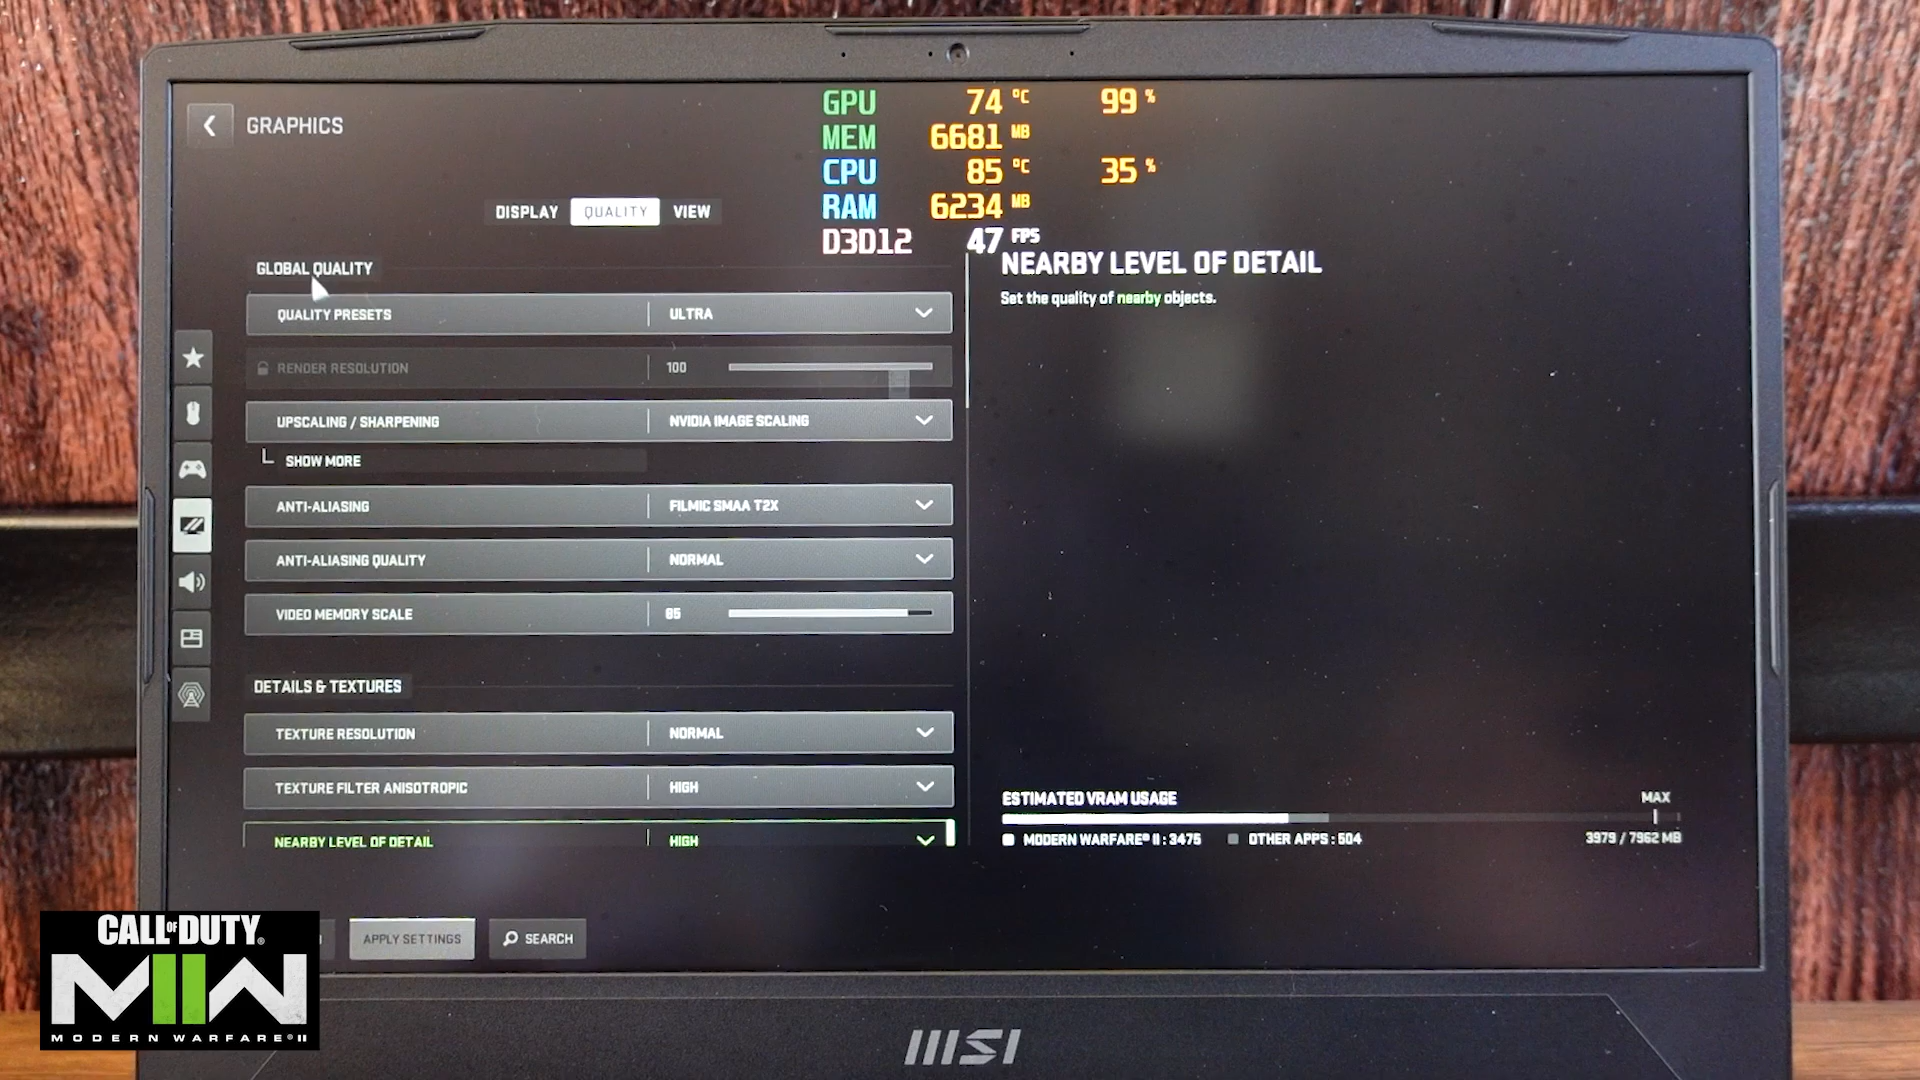 GRAPHICS
GPU 74 °C 99 %
MEM 6681 MB
CPU 85 °C 35 %
RAM 6234 MB
D3D12 47 FPS
DISPLAY QUALITY VIEW
GLOBAL QUALITY
QUALITY PRESETS ULTRA
RENDER RESOLUTION 100
UPSCALING / SHARPENING NVIDIA IMAGE SCALING
SHOW MORE
ANTI-ALIASING FILMIC SMAA T2X
ANTI-ALIASING QUALITY NORMAL
VIDEO MEMORY SCALE 85
DETAILS & TEXTURES
TEXTURE RESOLUTION NORMAL
TEXTURE FILTER ANISOTROPIC HIGH
NEARBY LEVEL OF DETAIL HIGH
NEARBY LEVEL OF DETAIL
Set the quality of nearby objects.
ESTIMATED VRAM USAGE MAX
MODERN WARFARE® II : 3475 OTHER APPS : 504 3979 / 7962 MB
APPLY SETTINGS SEARCH
CALL OF DUTY®
MWII
MODERN WARFARE® II
msi